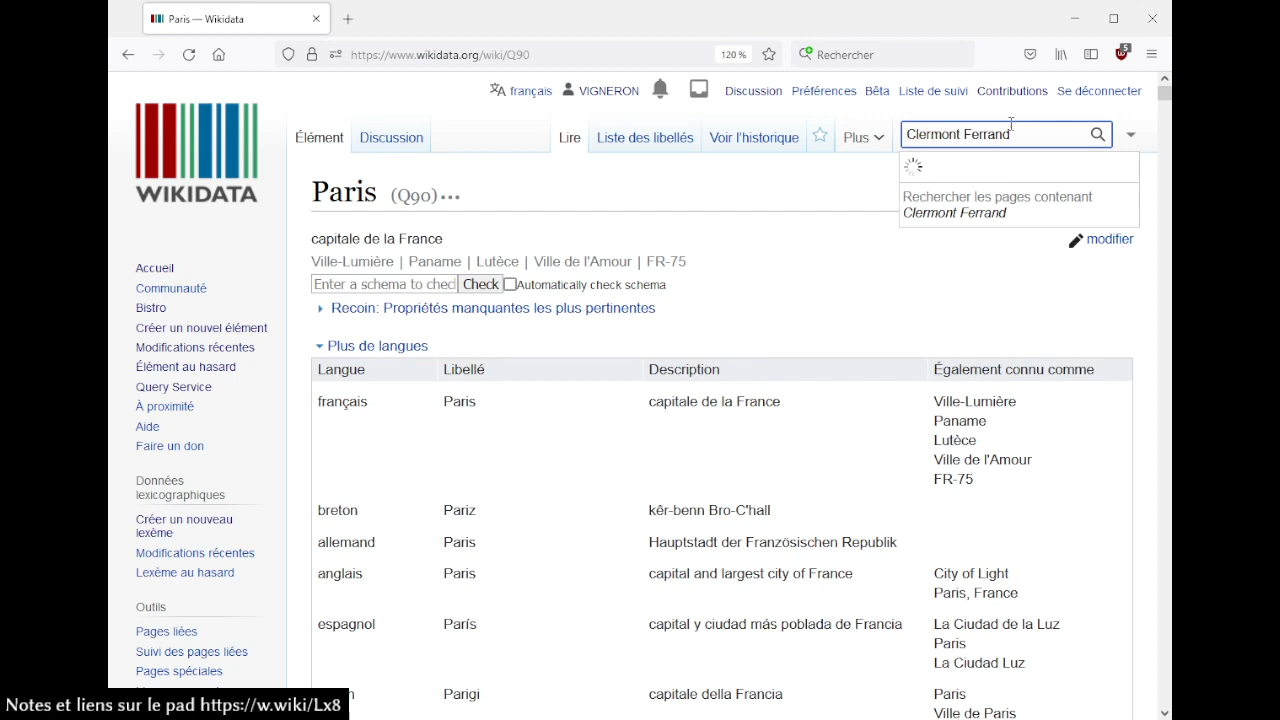 Paris — Wikidata
https://www.wikidata.org/wiki/Q90
120 %
Rechercher
5
français
VIGNERON
Discussion
Préférences
Bêta
Liste de suivi
Contributions
Se déconnecter
WIKIDATA
Élément
Discussion
Lire
Liste des libellés
Voir l'historique
Plus
Clermont Ferrand
Rechercher les pages contenant
Clermont Ferrand
Paris (Q90)
modifier
capitale de la France
Ville-Lumière | Paname | Lutèce | Ville de l'Amour | FR-75
Enter a schema to chec
Check
Automatically check schema
Recoin: Propriétés manquantes les plus pertinentes
Plus de langues
Langue Libellé Description Également connu comme
français Paris capitale de la France Ville-Lumière
Paname
Lutèce
Ville de l'Amour
FR-75
breton Pariz kêr-benn Bro-C'hall
allemand Paris Hauptstadt der Französischen Republik
anglais Paris capital and largest city of France City of Light
Paris, France
espagnol París capital y ciudad más poblada de Francia La Ciudad de la Luz
Paris
La Ciudad Luz
Parigi capitale della Francia Paris
Ville de Paris
Accueil
Communauté
Bistro
Créer un nouvel élément
Modifications récentes
Élément au hasard
Query Service
À proximité
Aide
Faire un don
Données
lexicographiques
Créer un nouveau
lexème
Modifications récentes
Lexème au hasard
Outils
Pages liées
Suivi des pages liées
Pages spéciales
Notes et liens sur le pad https://w.wiki/Lx8